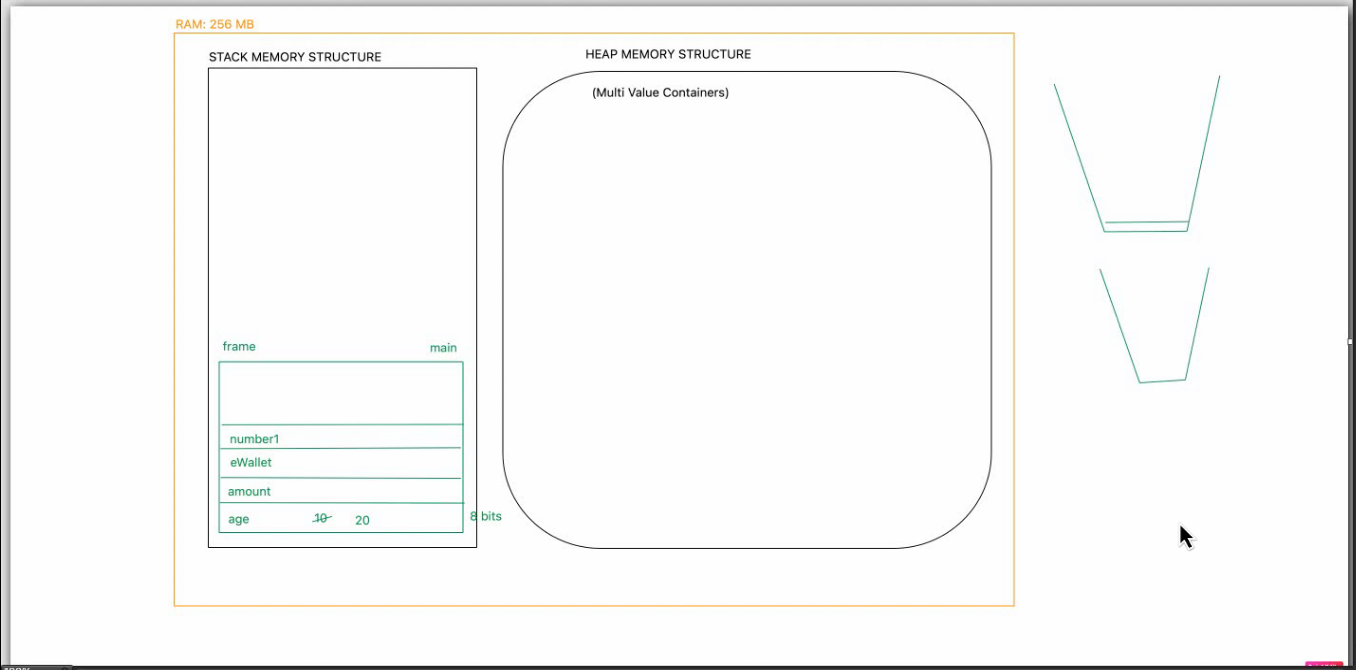 RAM: 256 MB
STACK MEMORY STRUCTURE
HEAP MEMORY STRUCTURE
(Multi Value Containers)
frame main
number1
eWallet
amount
age 10 20 8 bits